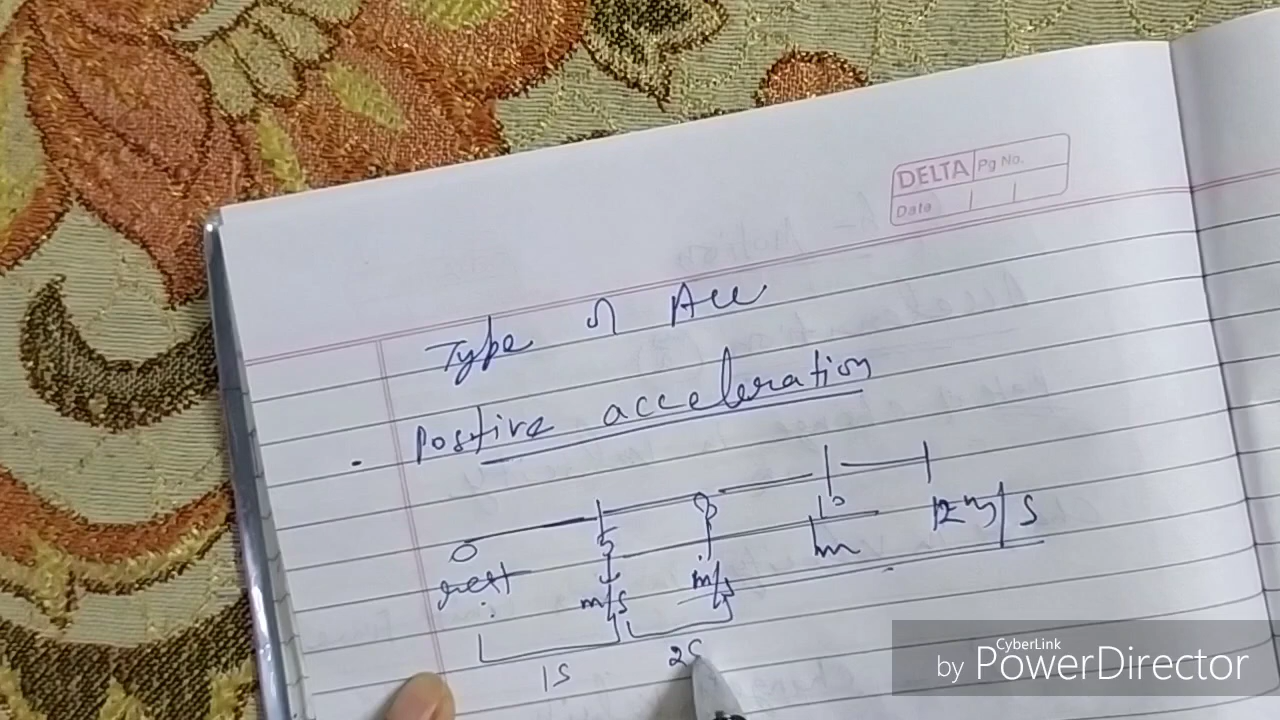 DELTA Pg No.
Date
Type of Acc
Positive acceleration
0 5 10 12 m/s
rest m/s m/s m
1S 2S
by CyberLink PowerDirector